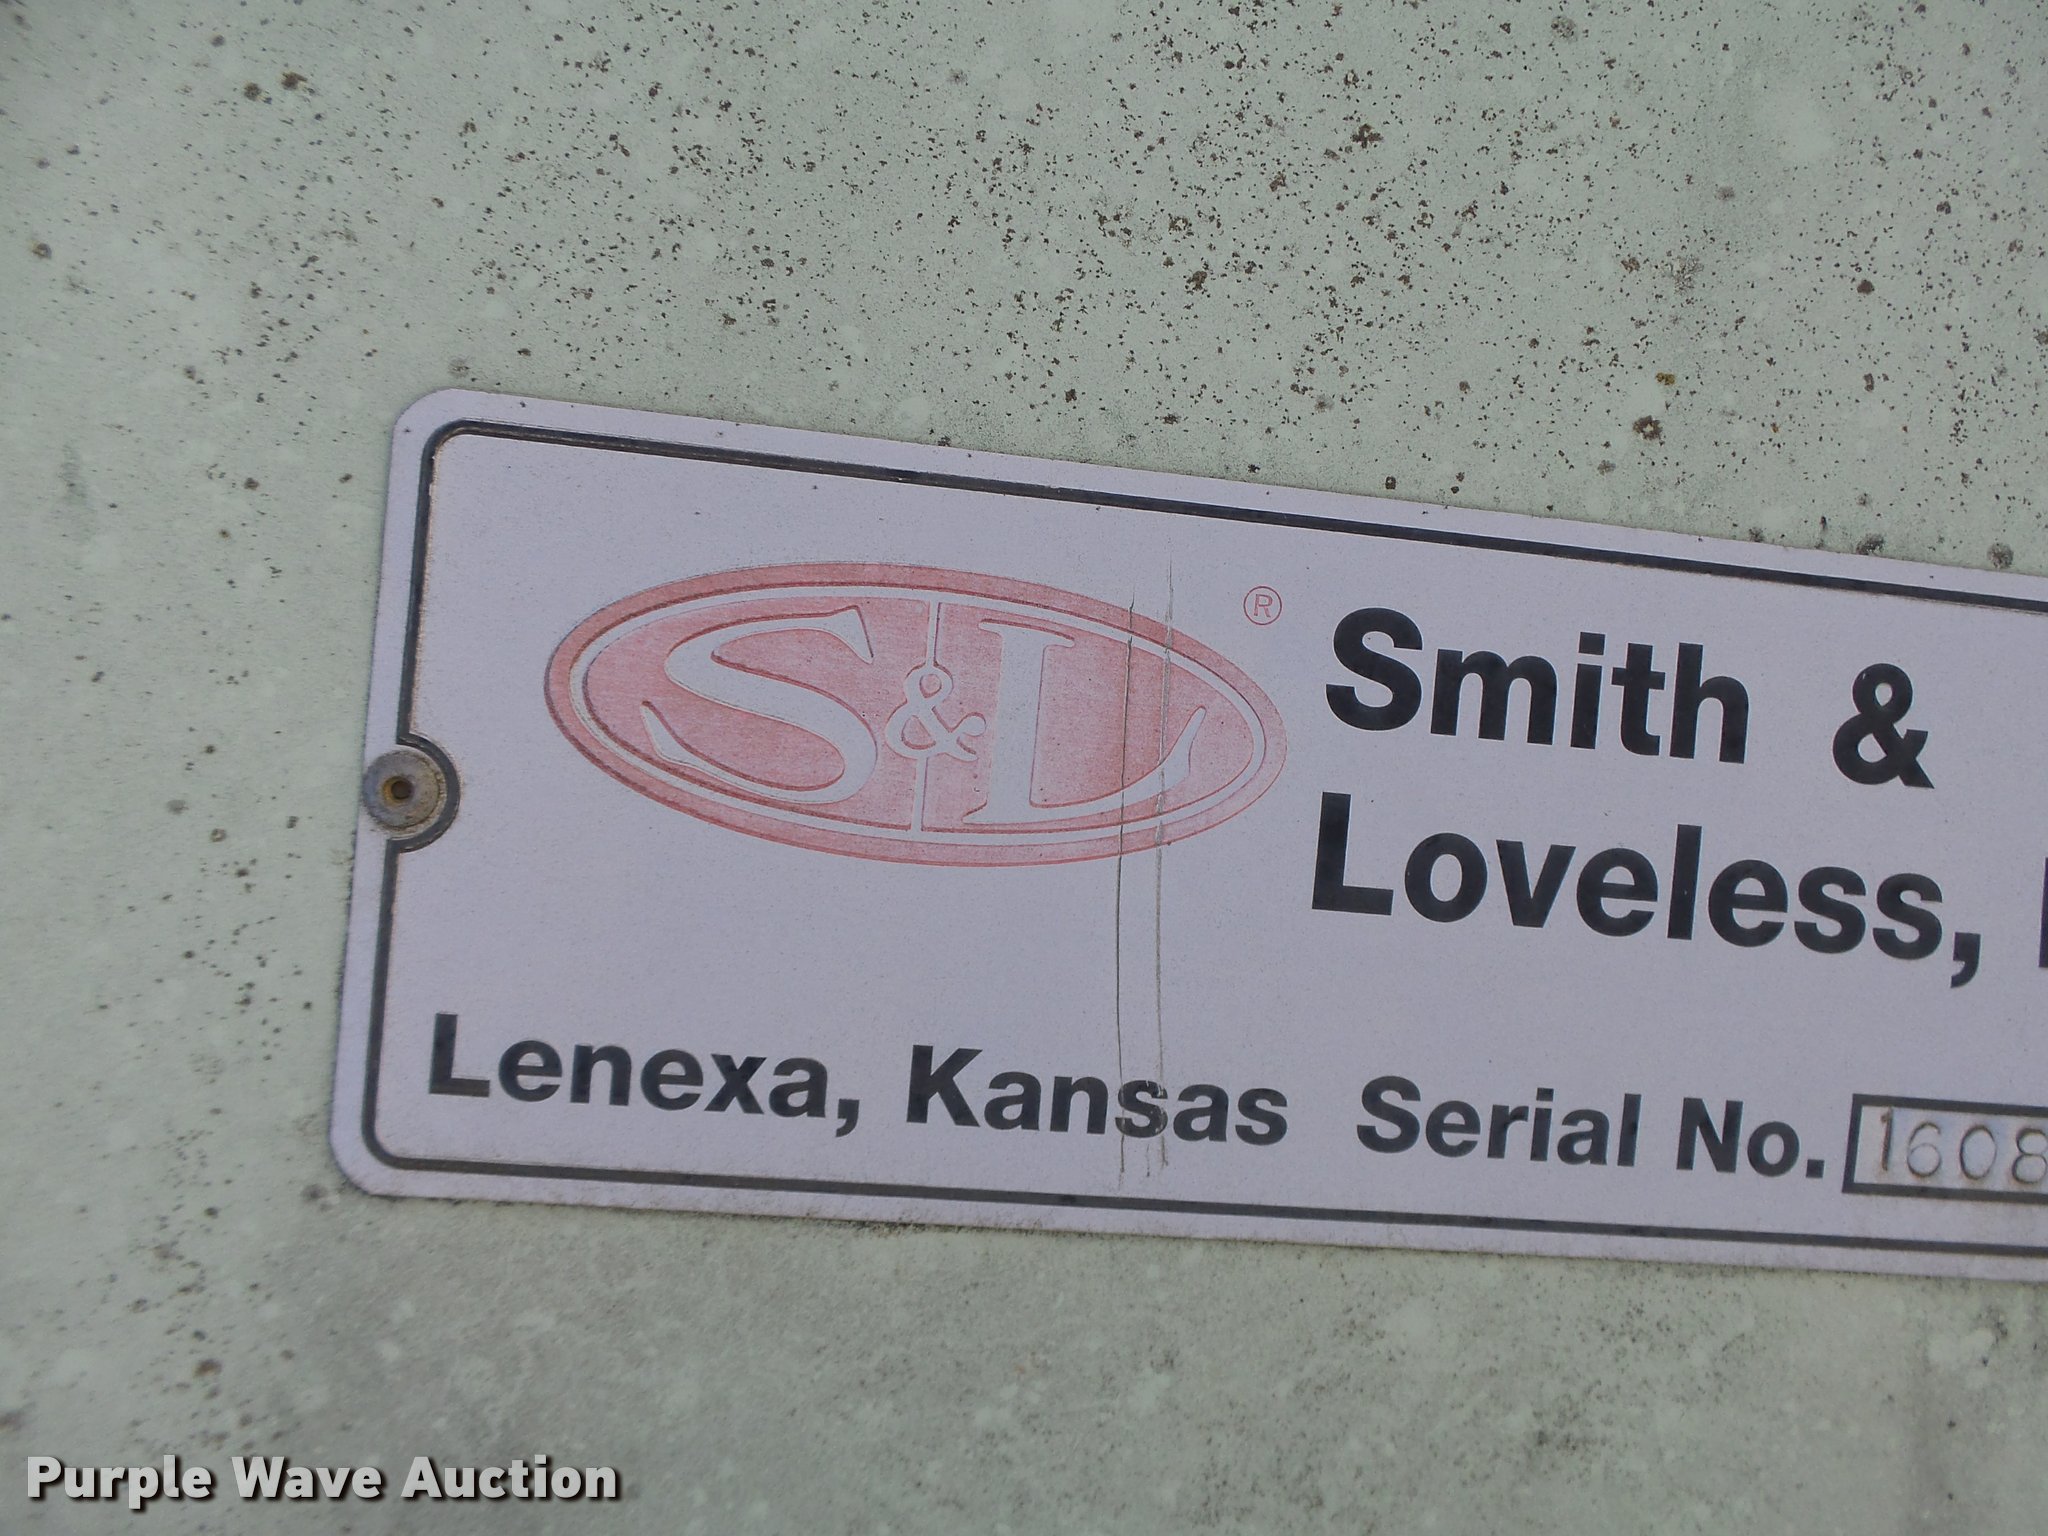 S&L ®
Smith &
Loveless,
Lenexa, Kansas Serial No. 1608
Purple Wave Auction